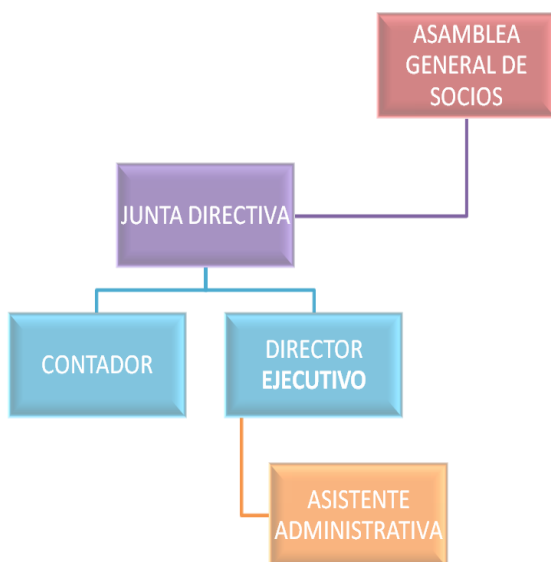 ASAMBLEA
GENERAL DE
SOCIOS
JUNTA DIRECTIVA
CONTADOR
DIRECTOR
EJECUTIVO
ASISTENTE
ADMINISTRATIVA